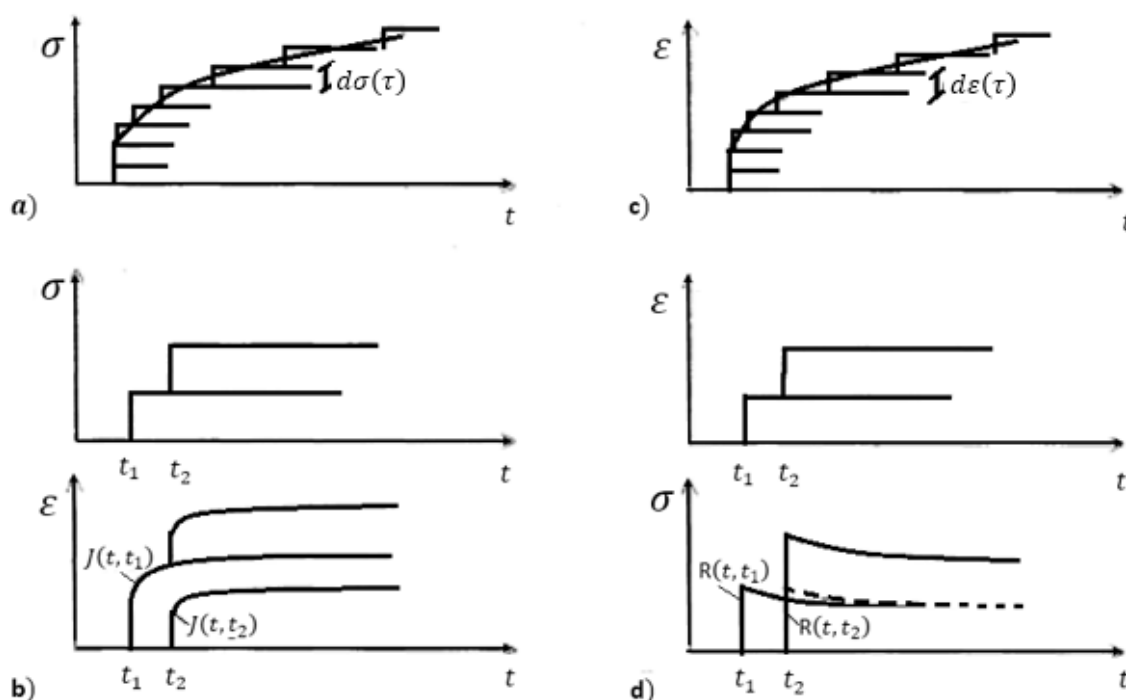 σ
dσ(τ)
a)
t
ε
dε(τ)
c)
t
σ
t₁
t₂
t
ε
J(t,t₁)
J(t,t₂)
t₁
t₂
t
b)
ε
t₁
t₂
t
σ
R(t,t₁)
R(t,t₂)
t₁
t₂
t
d)